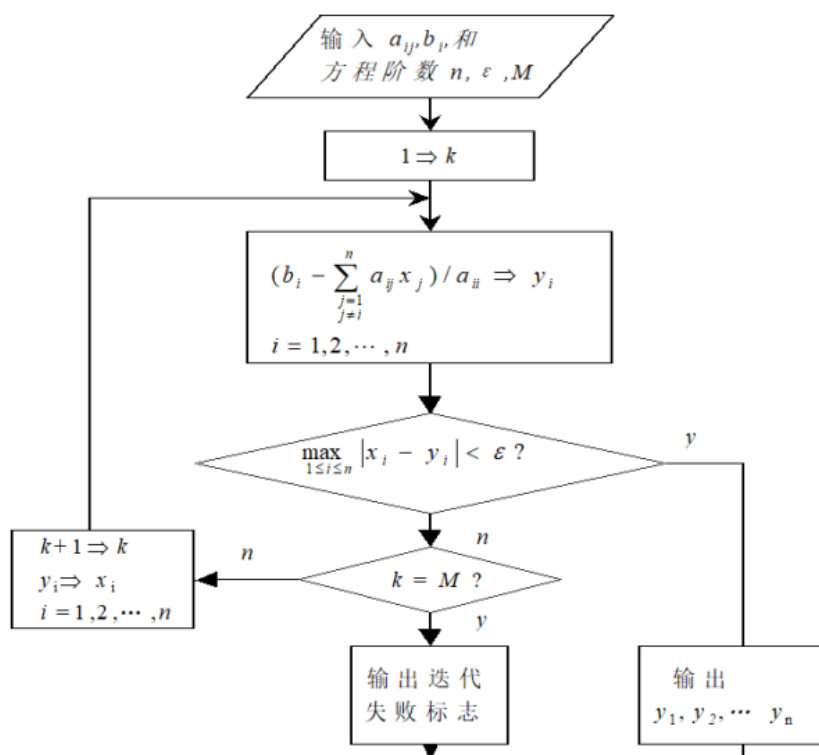 输入 a_ij, b_i, 和
方程阶数 n, ε, M
1 ⇒ k
(b_i − ∑_{j=1, j≠i}^{n} a_ij x_j) / a_ii ⇒ y_i
i = 1,2,⋯,n
max_{1≤i≤n} |x_i − y_i| < ε ?
y
n
k = M ?
n
k+1 ⇒ k
y_i ⇒ x_i
i = 1,2,⋯,n
y
输出迭代
失败标志
输出
y_1, y_2, ⋯ y_n